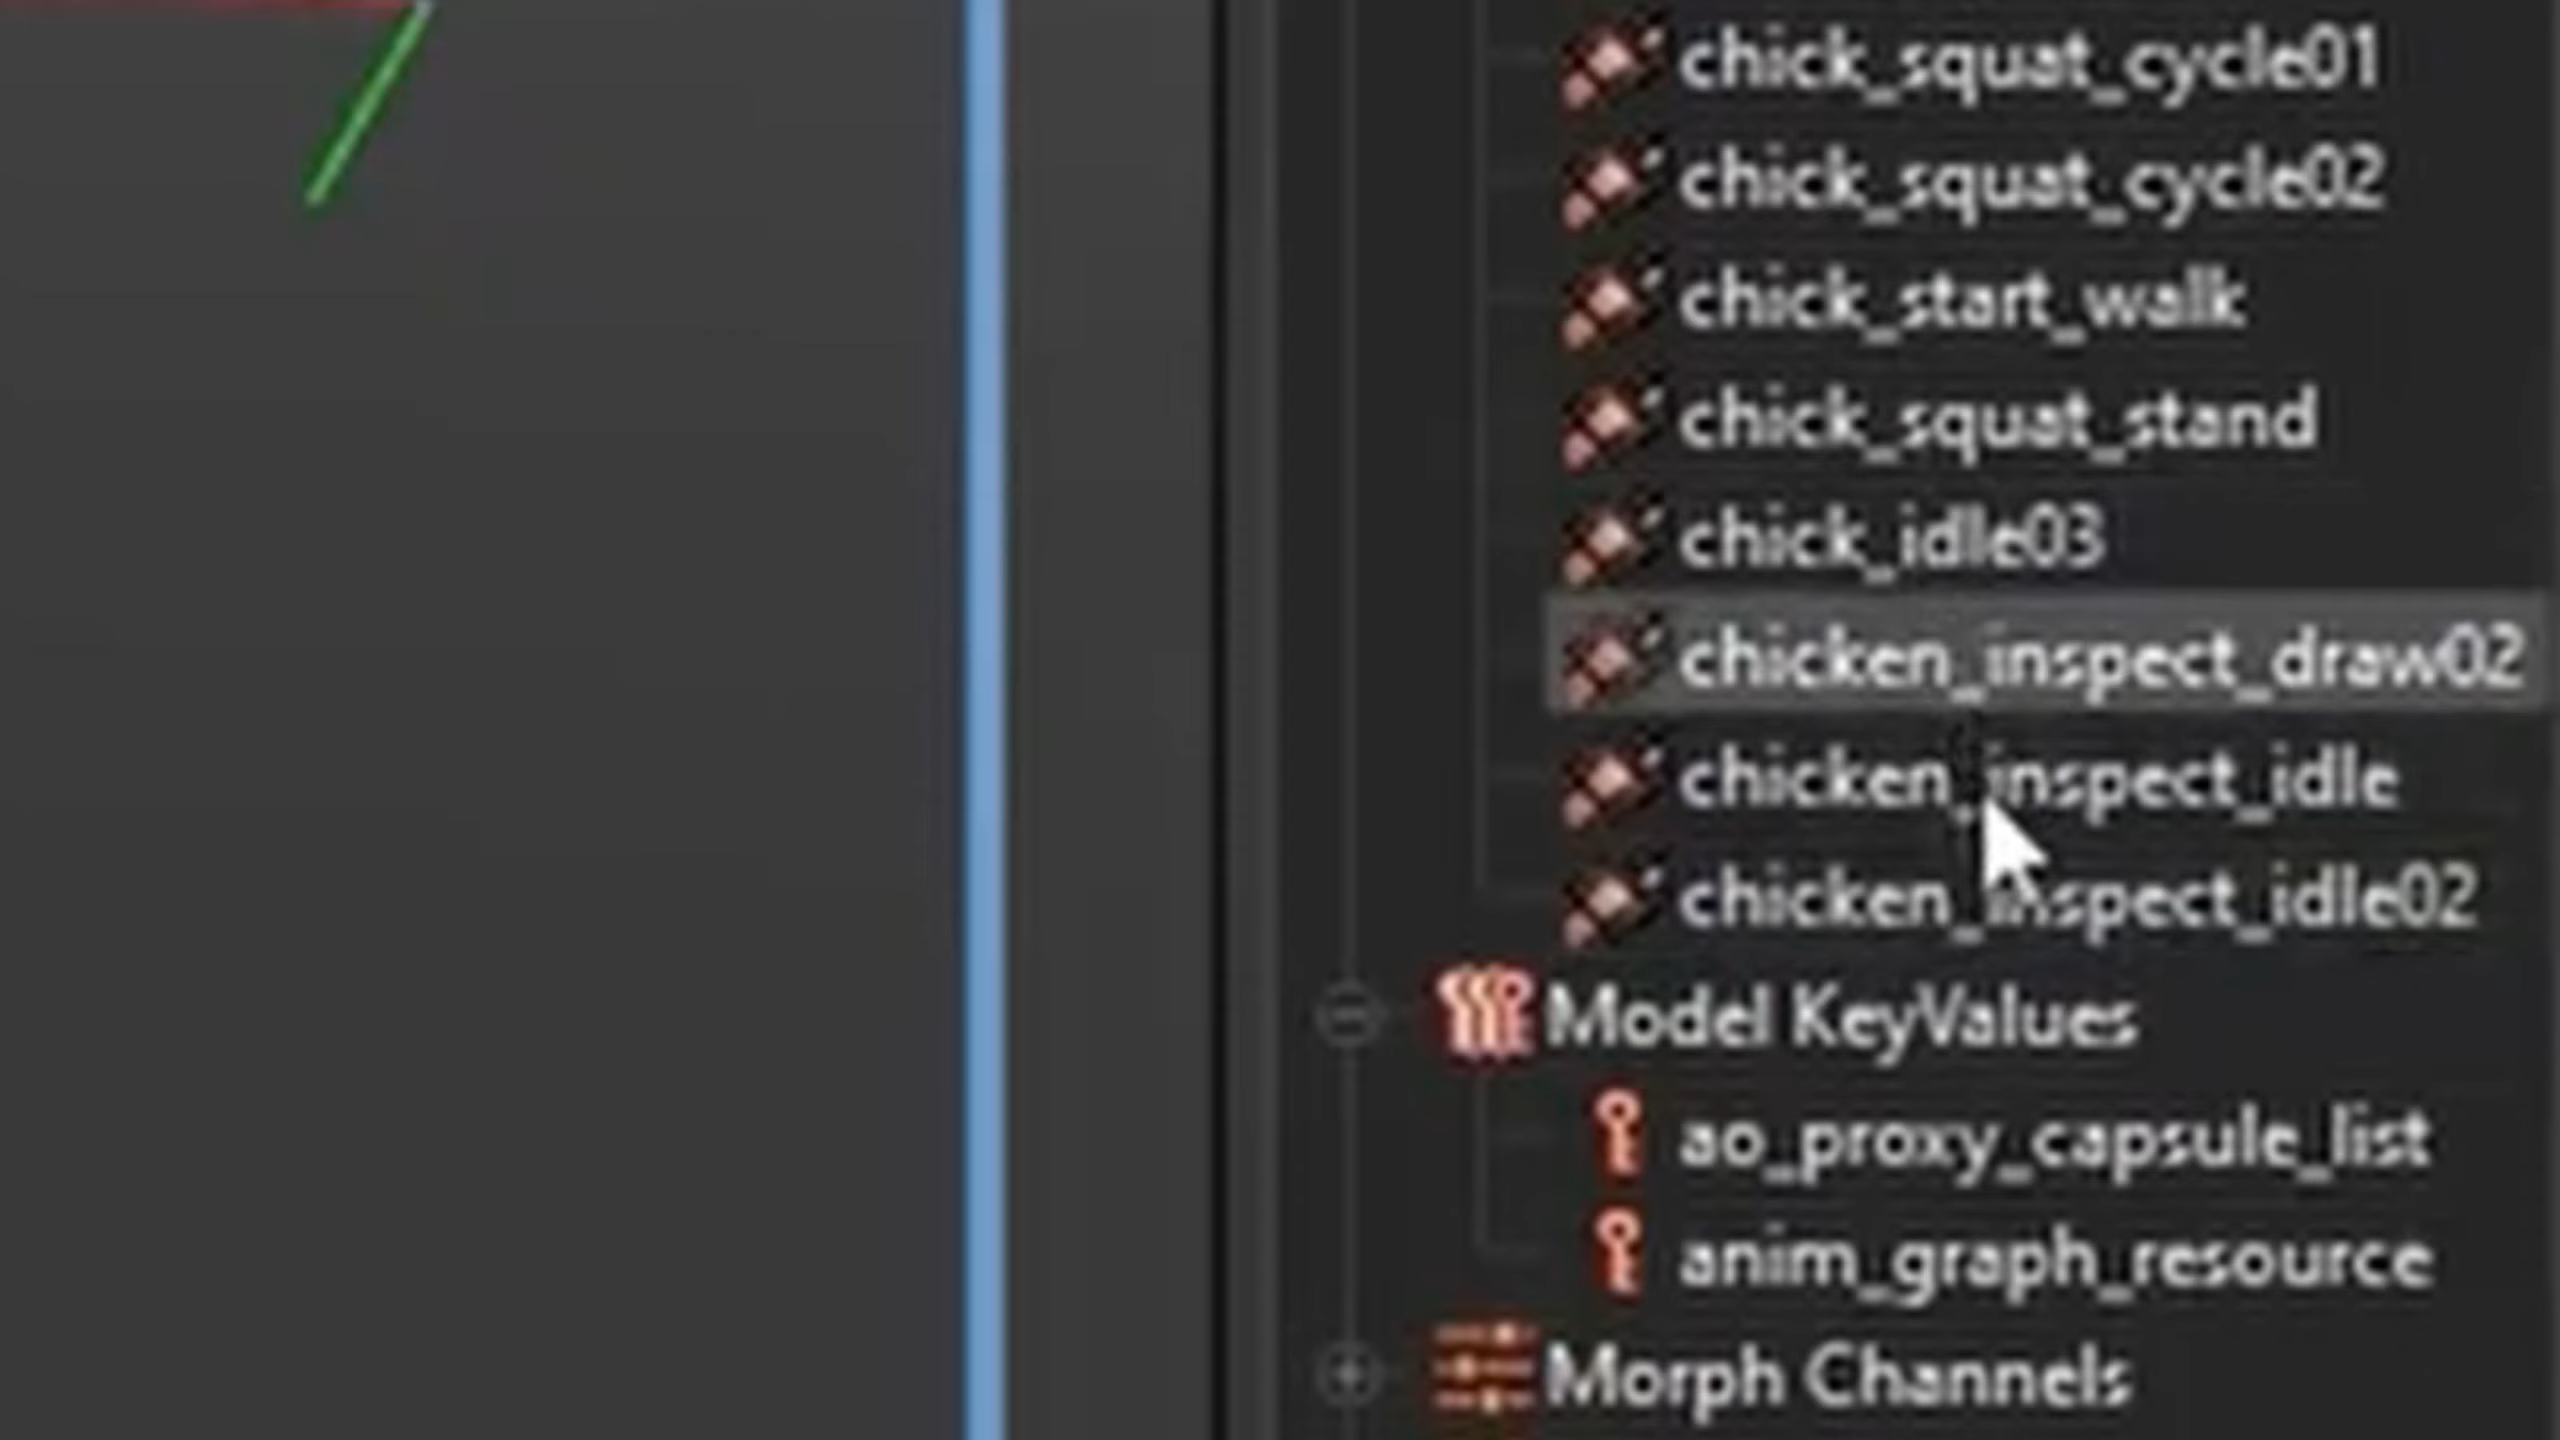 chick_squat_cycle01
chick_squat_cycle02
chick_start_walk
chick_squat_stand
chick_idle03
chicken_inspect_draw02
chicken_inspect_idle
chicken_inspect_idle02
Model KeyValues
ao_proxy_capsule_list
anim_graph_resource
Morph Channels